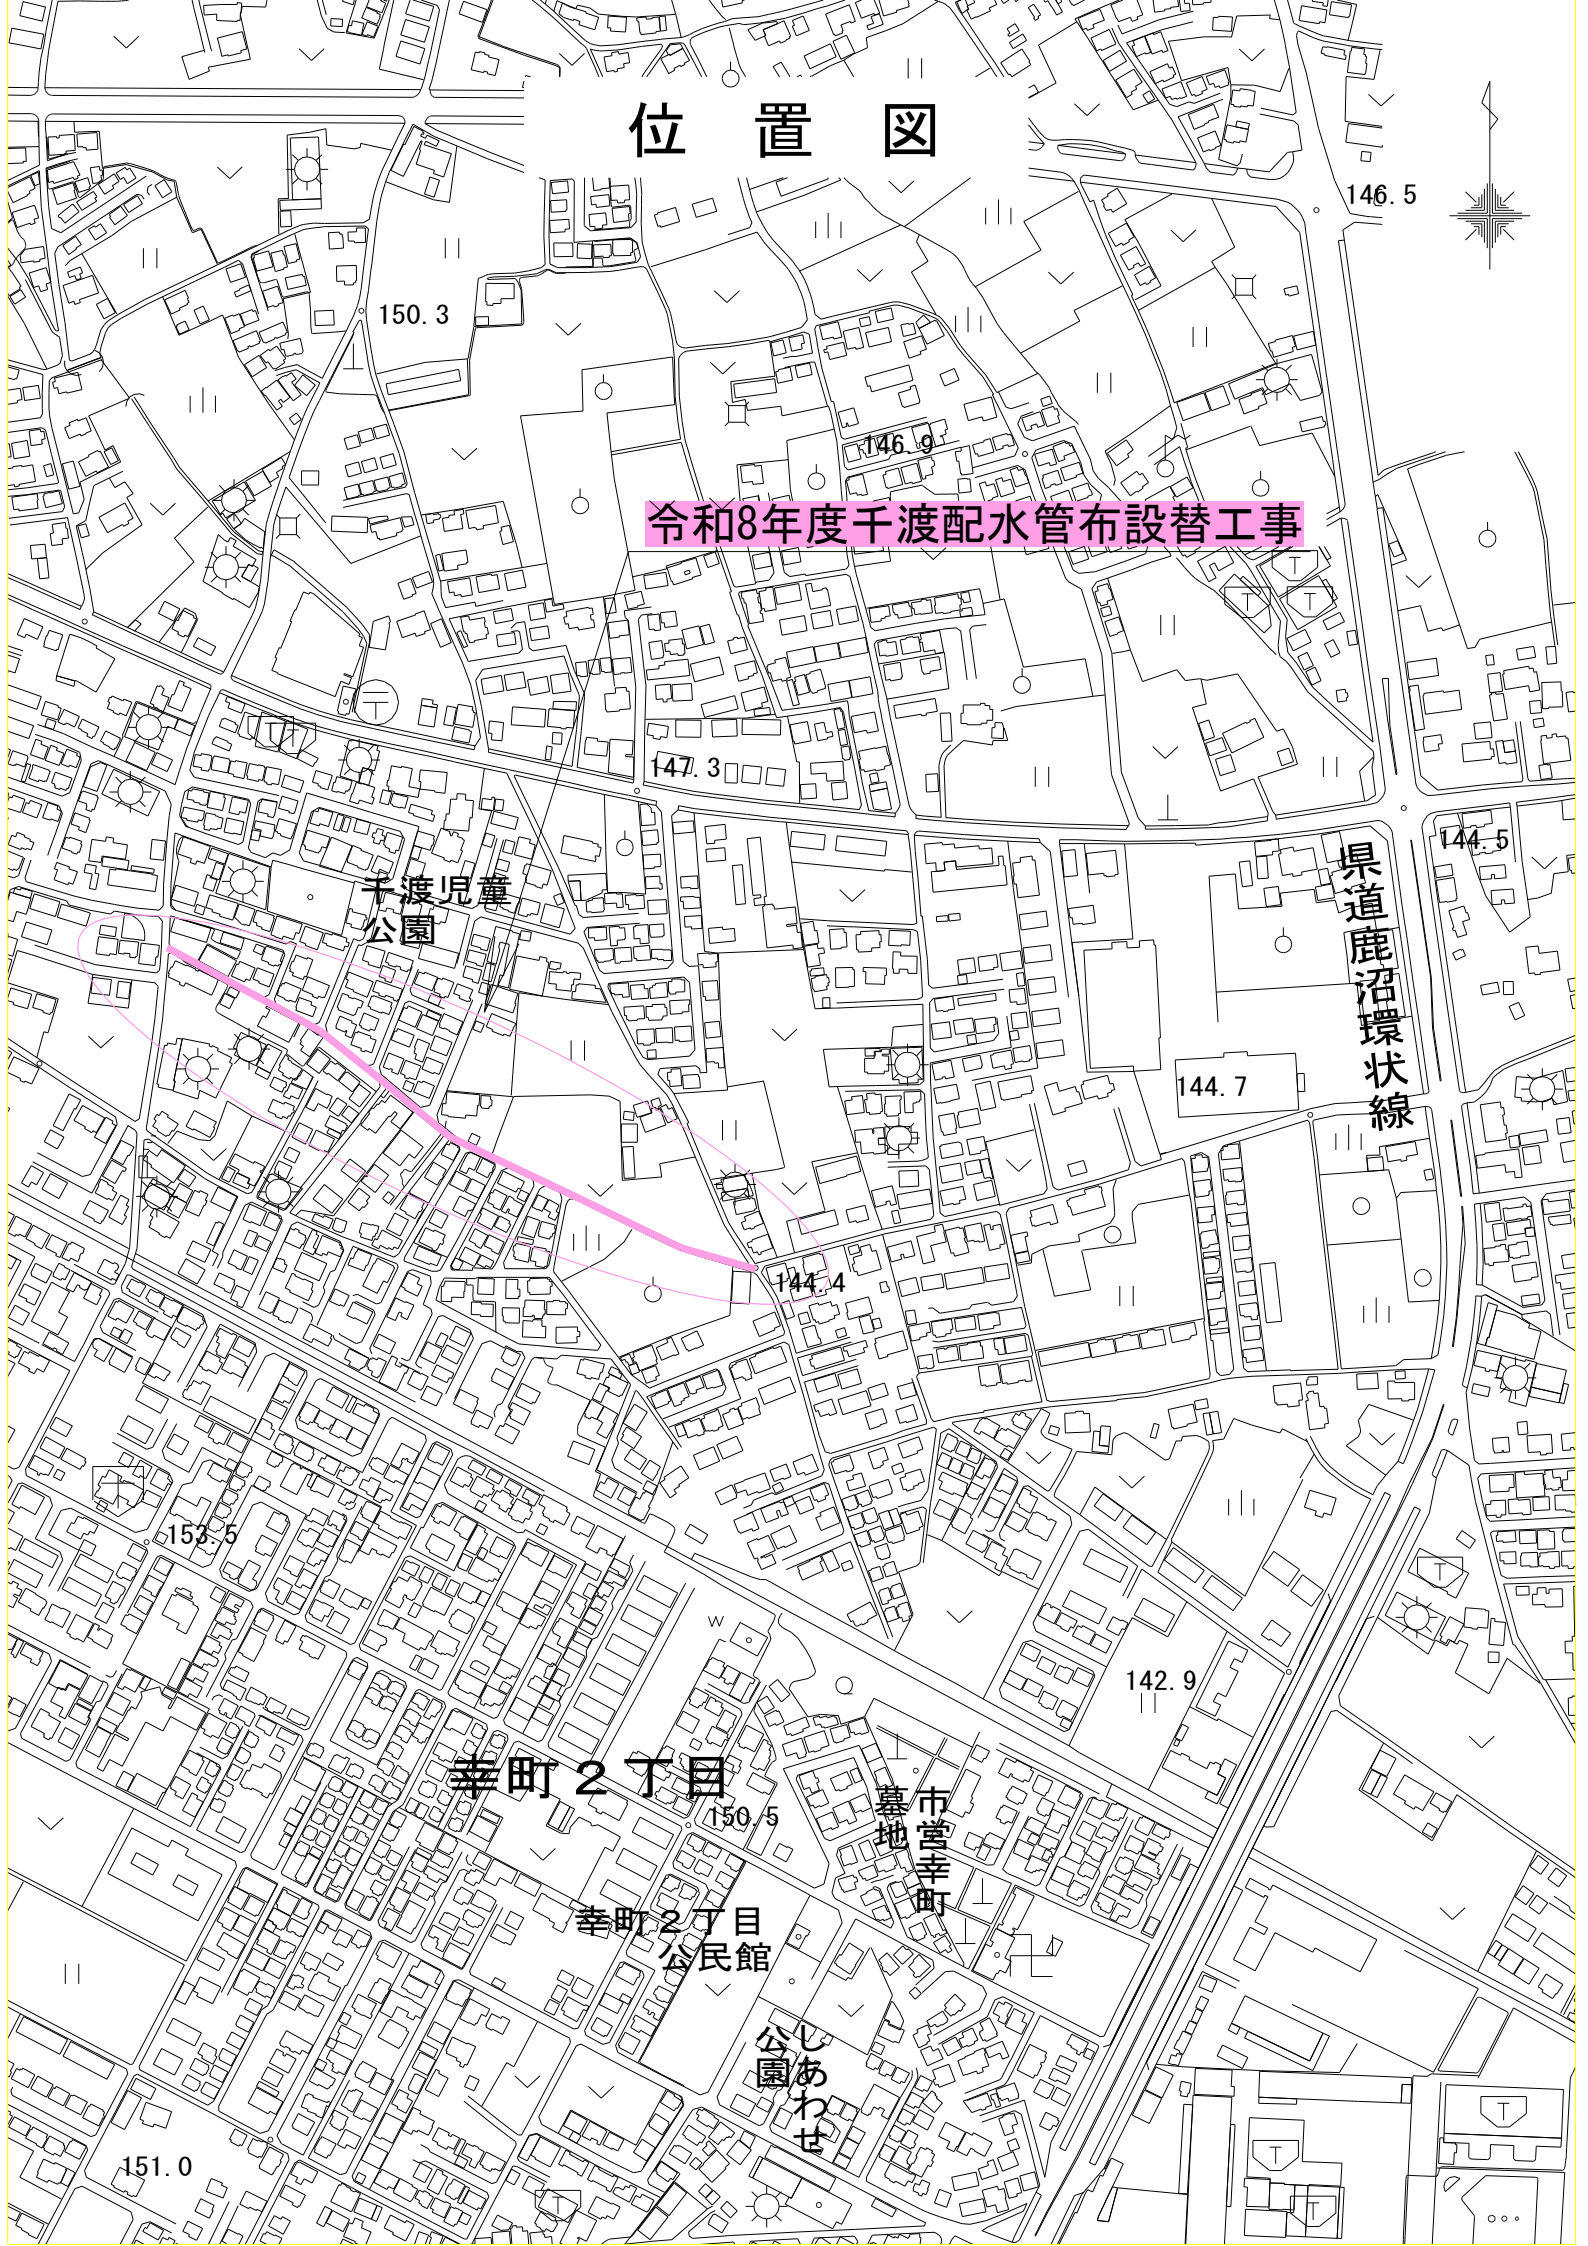 位置図
146.5
150.3
146.9
令和8年度千渡配水管布設替工事
147.3
144.5
県道鹿沼環状線
千渡児童
公園
144.7
144.4
153.5
142.9
幸町２丁目
150.5
市営幸町
墓地
幸町２丁目
公民館
しあわせ
公園
151.0